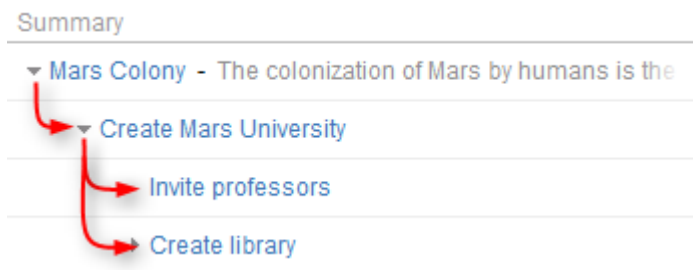 Summary
Mars Colony - The colonization of Mars by humans is the
Create Mars University
Invite professors
Create library